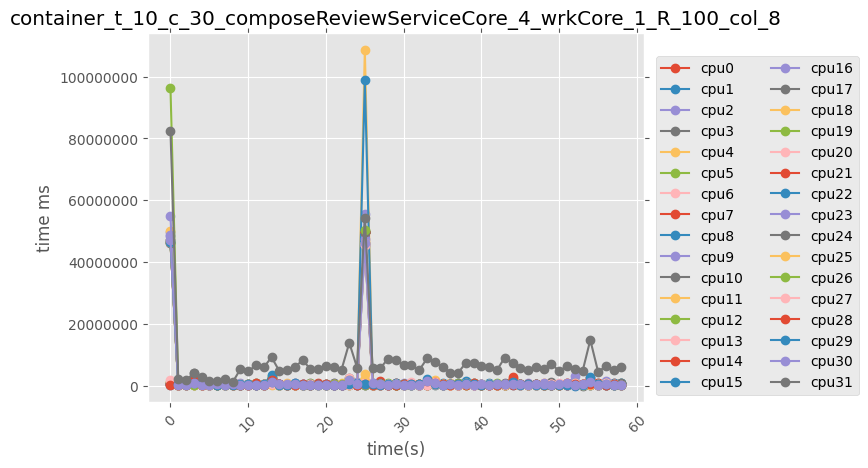 container_t_10_c_30_composeReviewServiceCore_4_wrkCore_1_R_100_col_8
100000000
80000000
60000000
40000000
20000000
0
time ms
0
10
20
30
40
50
60
time(s)
cpu0
cpu1
cpu2
cpu3
cpu4
cpu5
cpu6
cpu7
cpu8
cpu9
cpu10
cpu11
cpu12
cpu13
cpu14
cpu15
cpu16
cpu17
cpu18
cpu19
cpu20
cpu21
cpu22
cpu23
cpu24
cpu25
cpu26
cpu27
cpu28
cpu29
cpu30
cpu31